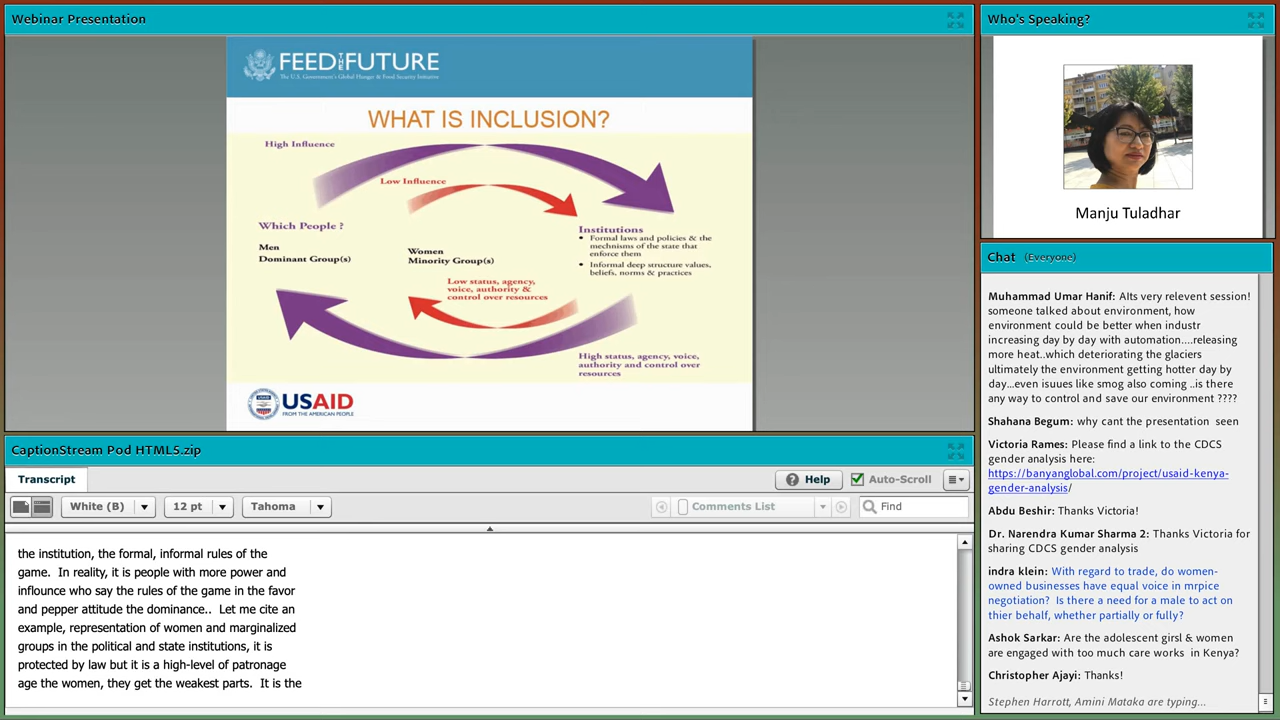 Webinar Presentation
FEED THE FUTURE
The U.S. Government's Global Hunger & Food Security Initiative
WHAT IS INCLUSION?
High Influence
Low Influence
Which People ?
Men
Dominant Group(s)
Women
Minority Group(s)
Institutions
• Formal laws and policies & the
mechnisms of the state that
enforce them
• Informal deep structure values,
beliefs, norms & practices
Low status, agency,
voice, authority &
control over resources
High status, agency, voice,
authority and control over
resources
USAID
FROM THE AMERICAN PEOPLE
Who's Speaking?
Manju Tuladhar
Chat (Everyone)
Muhammad Umar Hanif: AIts very relevent session!
someone talked about environment, how
environment could be better when industr
increasing day by day with automation....releasing
more heat..which deteriorating the glaciers
ultimately the environment getting hotter day by
day...even isuues like smog also coming ..is there
any way to control and save our environment ????
Shahana Begum: why cant the presentation seen
Victoria Rames: Please find a link to the CDCS
gender analysis here:
https://banyanglobal.com/project/usaid-kenya-
gender-analysis/
Abdu Beshir: Thanks Victoria!
Dr. Narendra Kumar Sharma 2: Thanks Victoria for
sharing CDCS gender analysis
indra klein: With regard to trade, do women-
owned businesses have equal voice in mrpice
negotiation? Is there a need for a male to act on
thier behalf, whether partially or fully?
Ashok Sarkar: Are the adolescent girsl & women
are engaged with too much care works in Kenya?
Christopher Ajayi: Thanks!
Stephen Harrott, Amini Mataka are typing...
CaptionStream Pod HTML5.zip
Transcript
Help
Auto-Scroll
White (B)
12 pt
Tahoma
Comments List
Find
the institution, the formal, informal rules of the
game. In reality, it is people with more power and
inflounce who say the rules of the game in the favor
and pepper attitude the dominance.. Let me cite an
example, representation of women and marginalized
groups in the political and state institutions, it is
protected by law but it is a high-level of patronage
age the women, they get the weakest parts. It is the